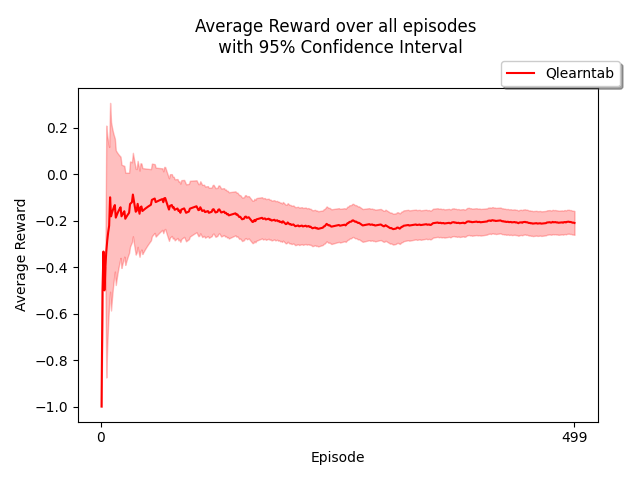 Average Reward over all episodes
with 95% Confidence Interval
Qlearntab
0.2
0.0
−0.2
−0.4
−0.6
−0.8
−1.0
Average Reward
0
499
Episode